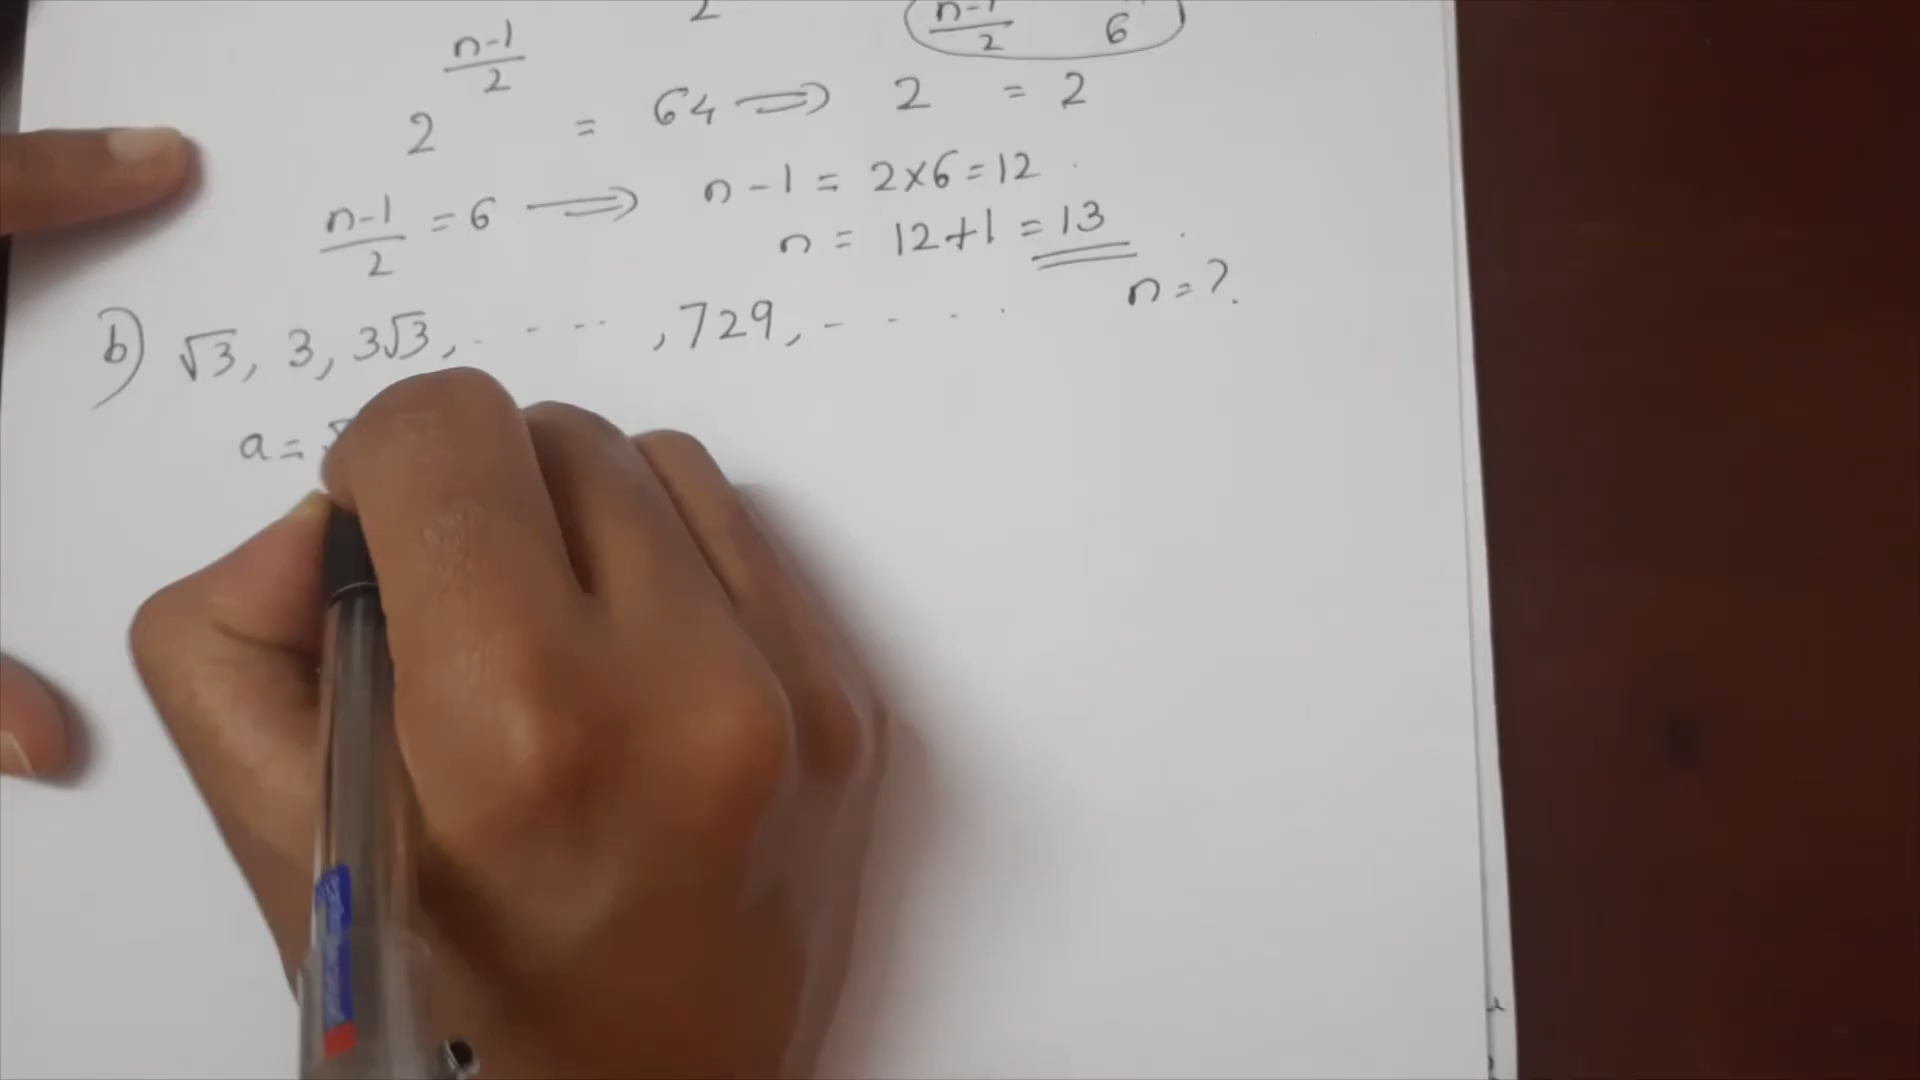 n-1/2 6
2^(n-1)/2 = 64 ⟹ 2 = 2
(n-1)/2 = 6 ⟹ n - 1 = 2×6 = 12
n = 12+1 = 13
n = ?
b) √3, 3, 3√3, - - - - , 729, - - - -
a =